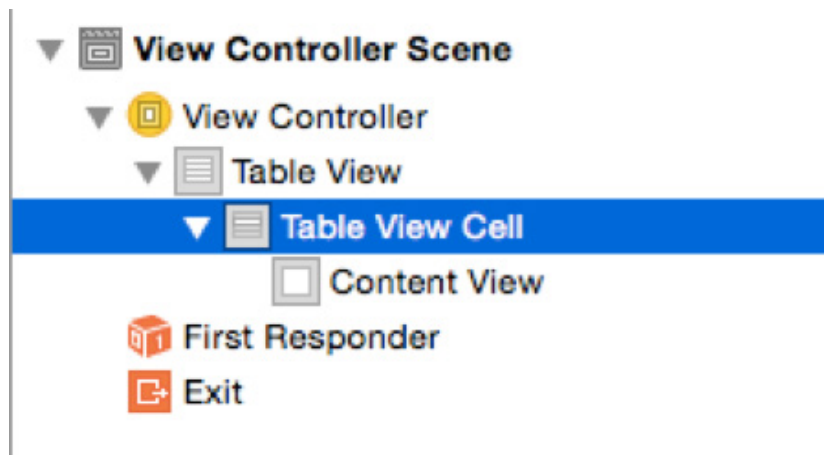 View Controller Scene
View Controller
Table View
Table View Cell
Content View
First Responder
Exit